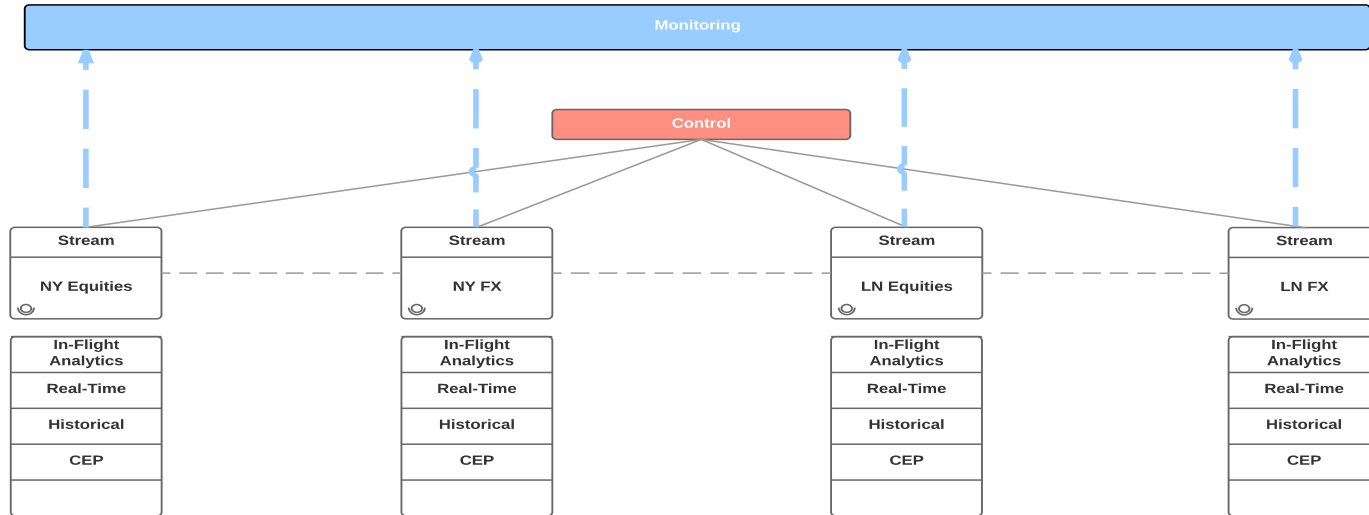 Monitoring
Control
Stream
Stream
Stream
Stream
NY Equities
NY FX
LN Equities
LN FX
In-Flight
Analytics
In-Flight
Analytics
In-Flight
Analytics
In-Flight
Analytics
Real-Time
Real-Time
Real-Time
Real-Time
Historical
Historical
Historical
Historical
CEP
CEP
CEP
CEP